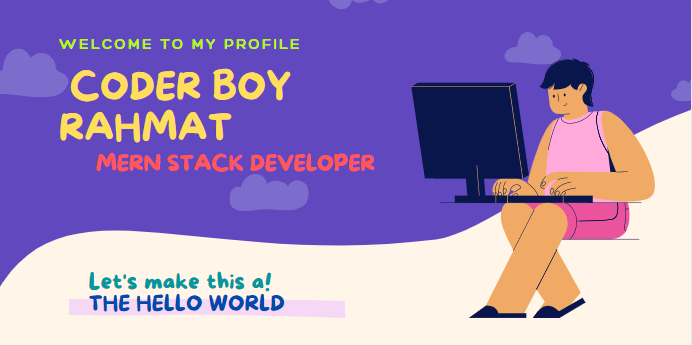 WELCOME TO MY PROFILE
CODER BOY
RAHMAT
MERN STACK DEVELOPER
Let's make this a!
THE HELLO WORLD